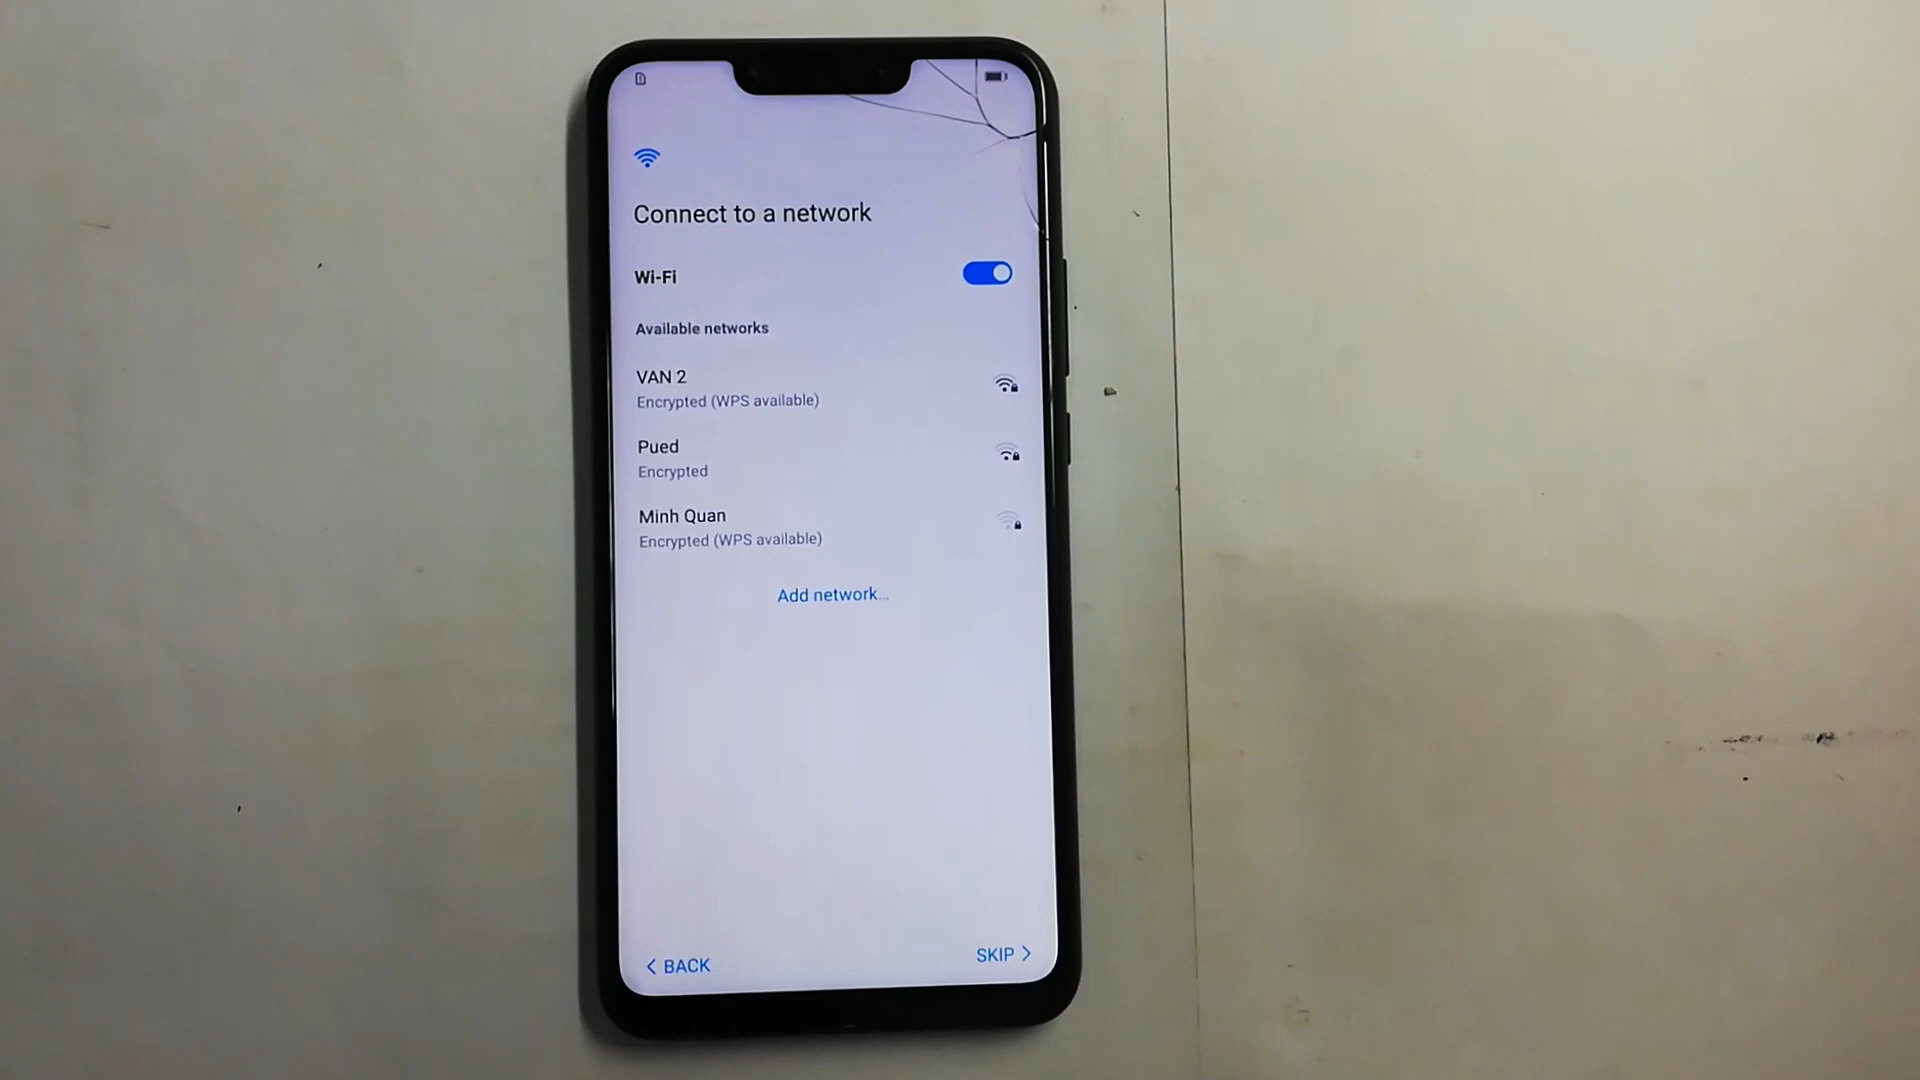 Connect to a network
Wi-Fi
Available networks
VAN 2
Encrypted (WPS available)
Pued
Encrypted
Minh Quan
Encrypted (WPS available)
Add network...
BACK
SKIP